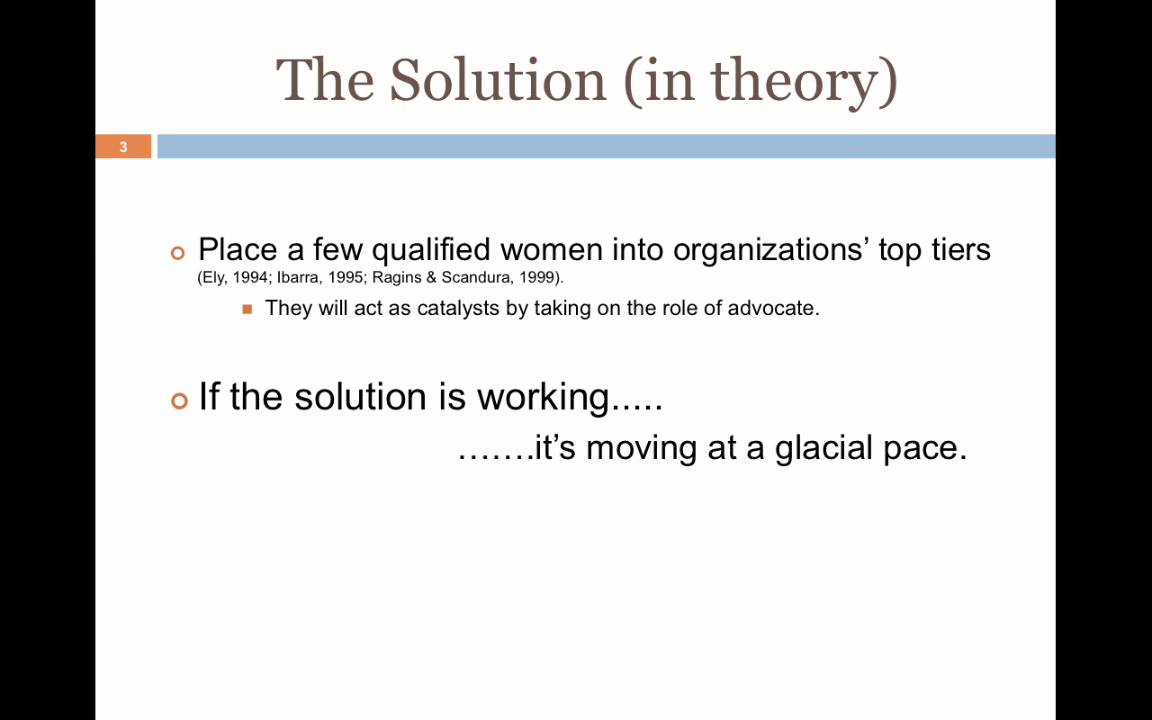 The Solution (in theory)
3
Place a few qualified women into organizations’ top tiers
(Ely, 1994; Ibarra, 1995; Ragins & Scandura, 1999).
They will act as catalysts by taking on the role of advocate.
If the solution is working.....
…….it’s moving at a glacial pace.